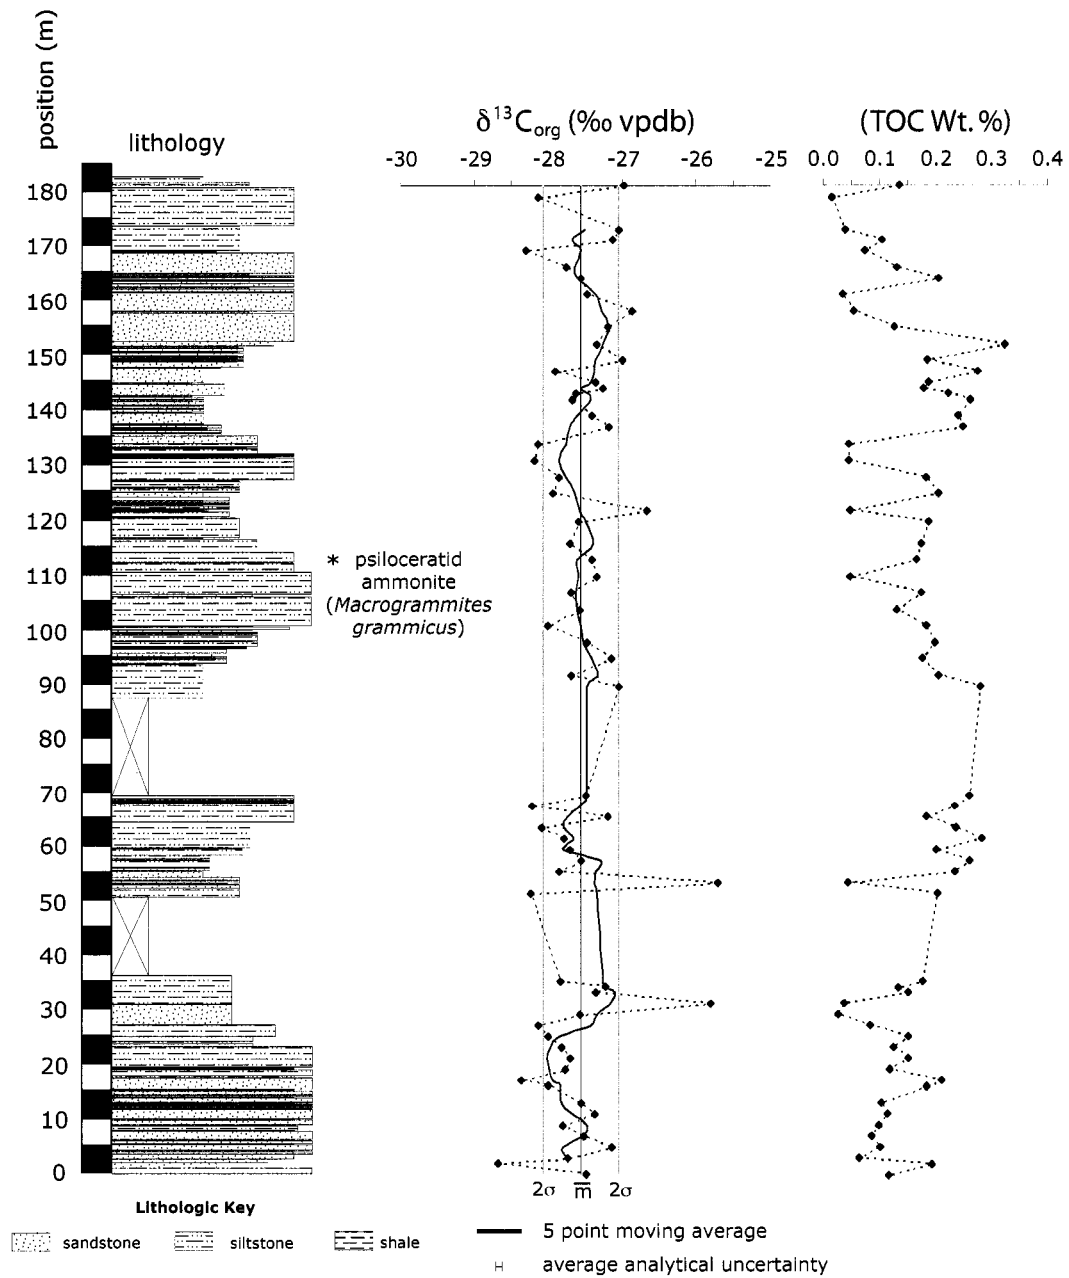 position (m)
lithology
δ¹³C_org (‰ vpdb)
(TOC Wt. %)
-30 -29 -28 -27 -26 -25
0.0 0.1 0.2 0.3 0.4
180
170
160
150
140
130
120
110
100
90
80
70
60
50
40
30
20
10
0
* psiloceratid
ammonite
(Macrogrammites
grammicus)
2σ m̅ 2σ
Lithologic Key
sandstone
siltstone
shale
5 point moving average
average analytical uncertainty